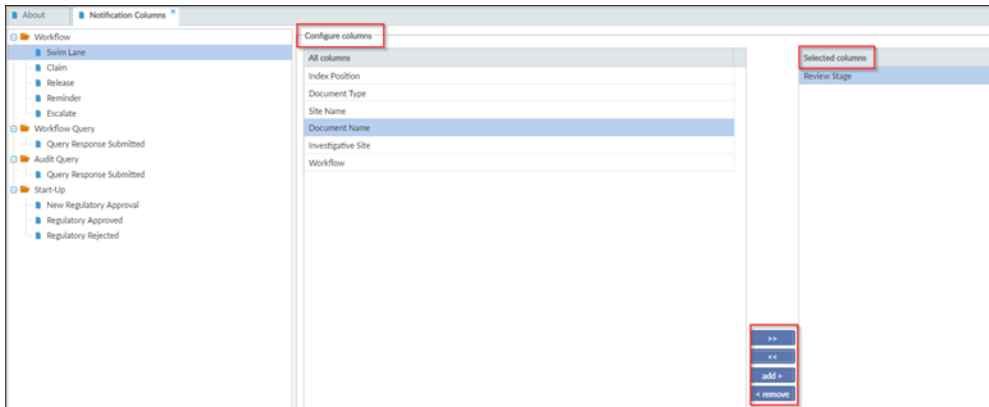 About
Notification Columns ×
Workflow
Swim Lane
Claim
Release
Reminder
Escalate
Workflow Query
Query Response Submitted
Audit Query
Query Response Submitted
Start-Up
New Regulatory Approval
Regulatory Approved
Regulatory Rejected
Configure columns
All columns
Index Position
Document Type
Site Name
Document Name
Investigative Site
Workflow
>>
<<
add >
< remove
Selected columns
Review Stage